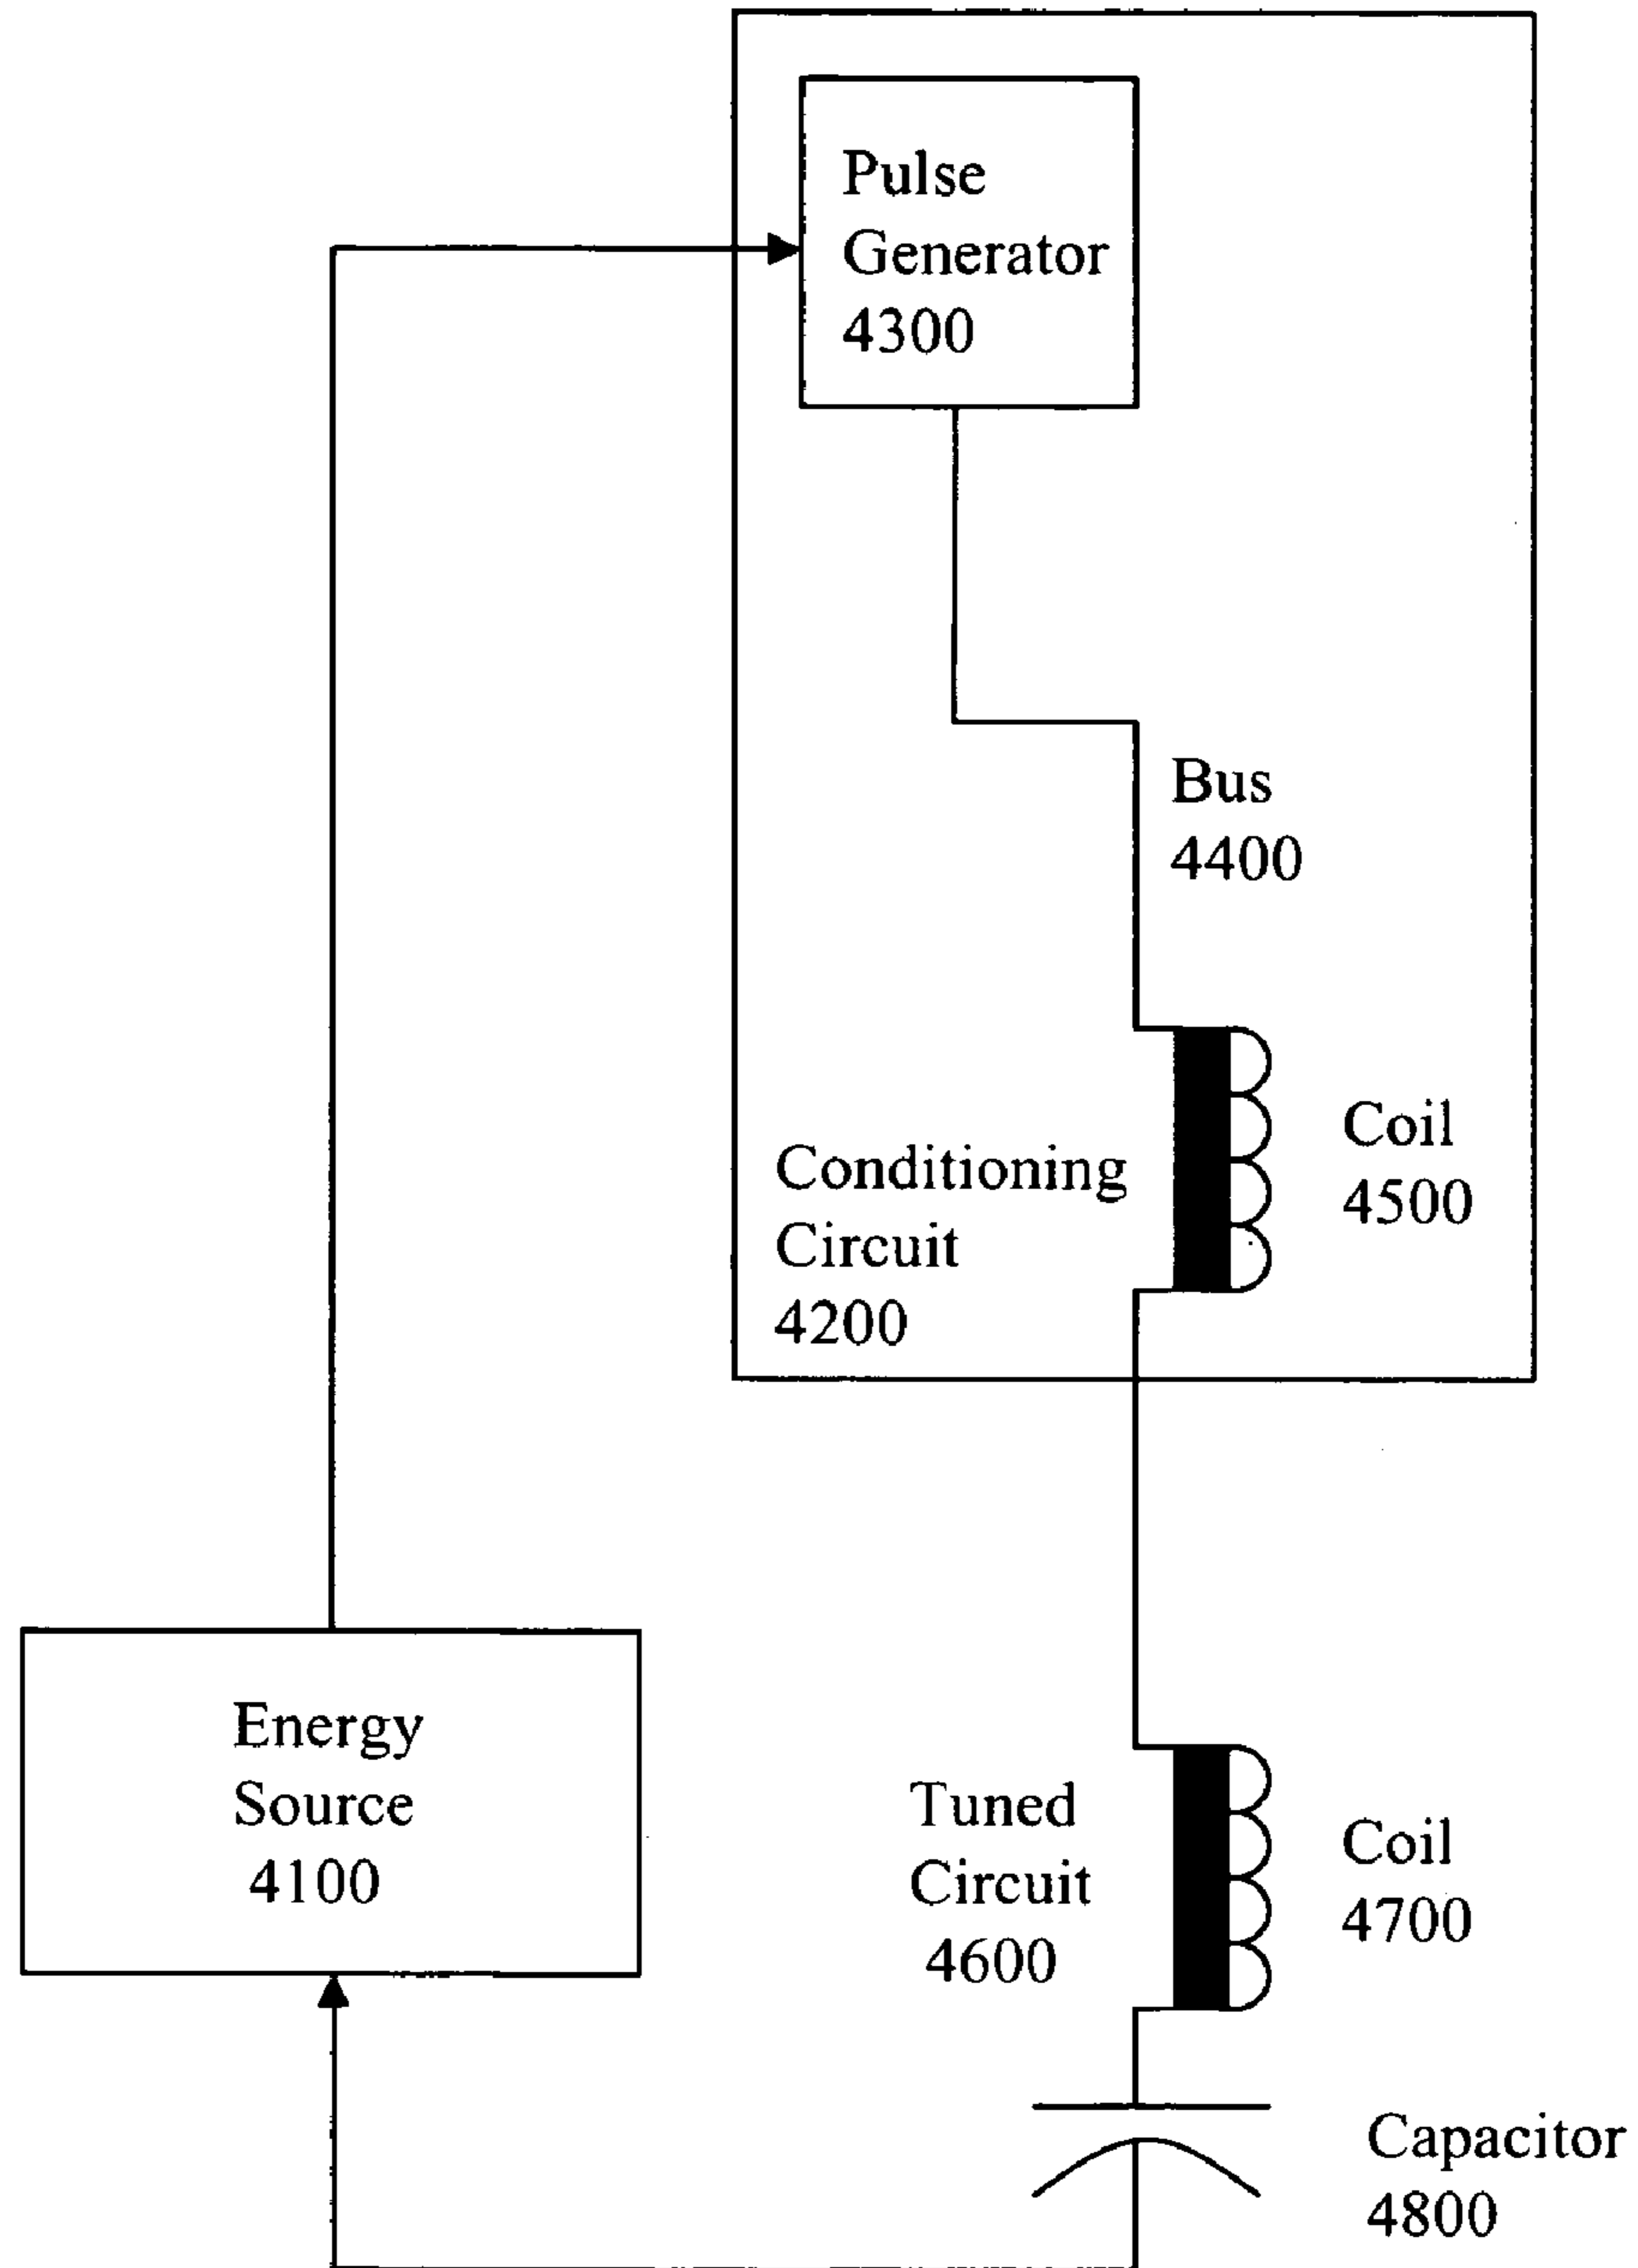 Pulse
Generator
4300
Bus
4400
Coil
4500
Conditioning
Circuit
4200
Energy
Source
4100
Tuned
Circuit
4600
Coil
4700
Capacitor
4800